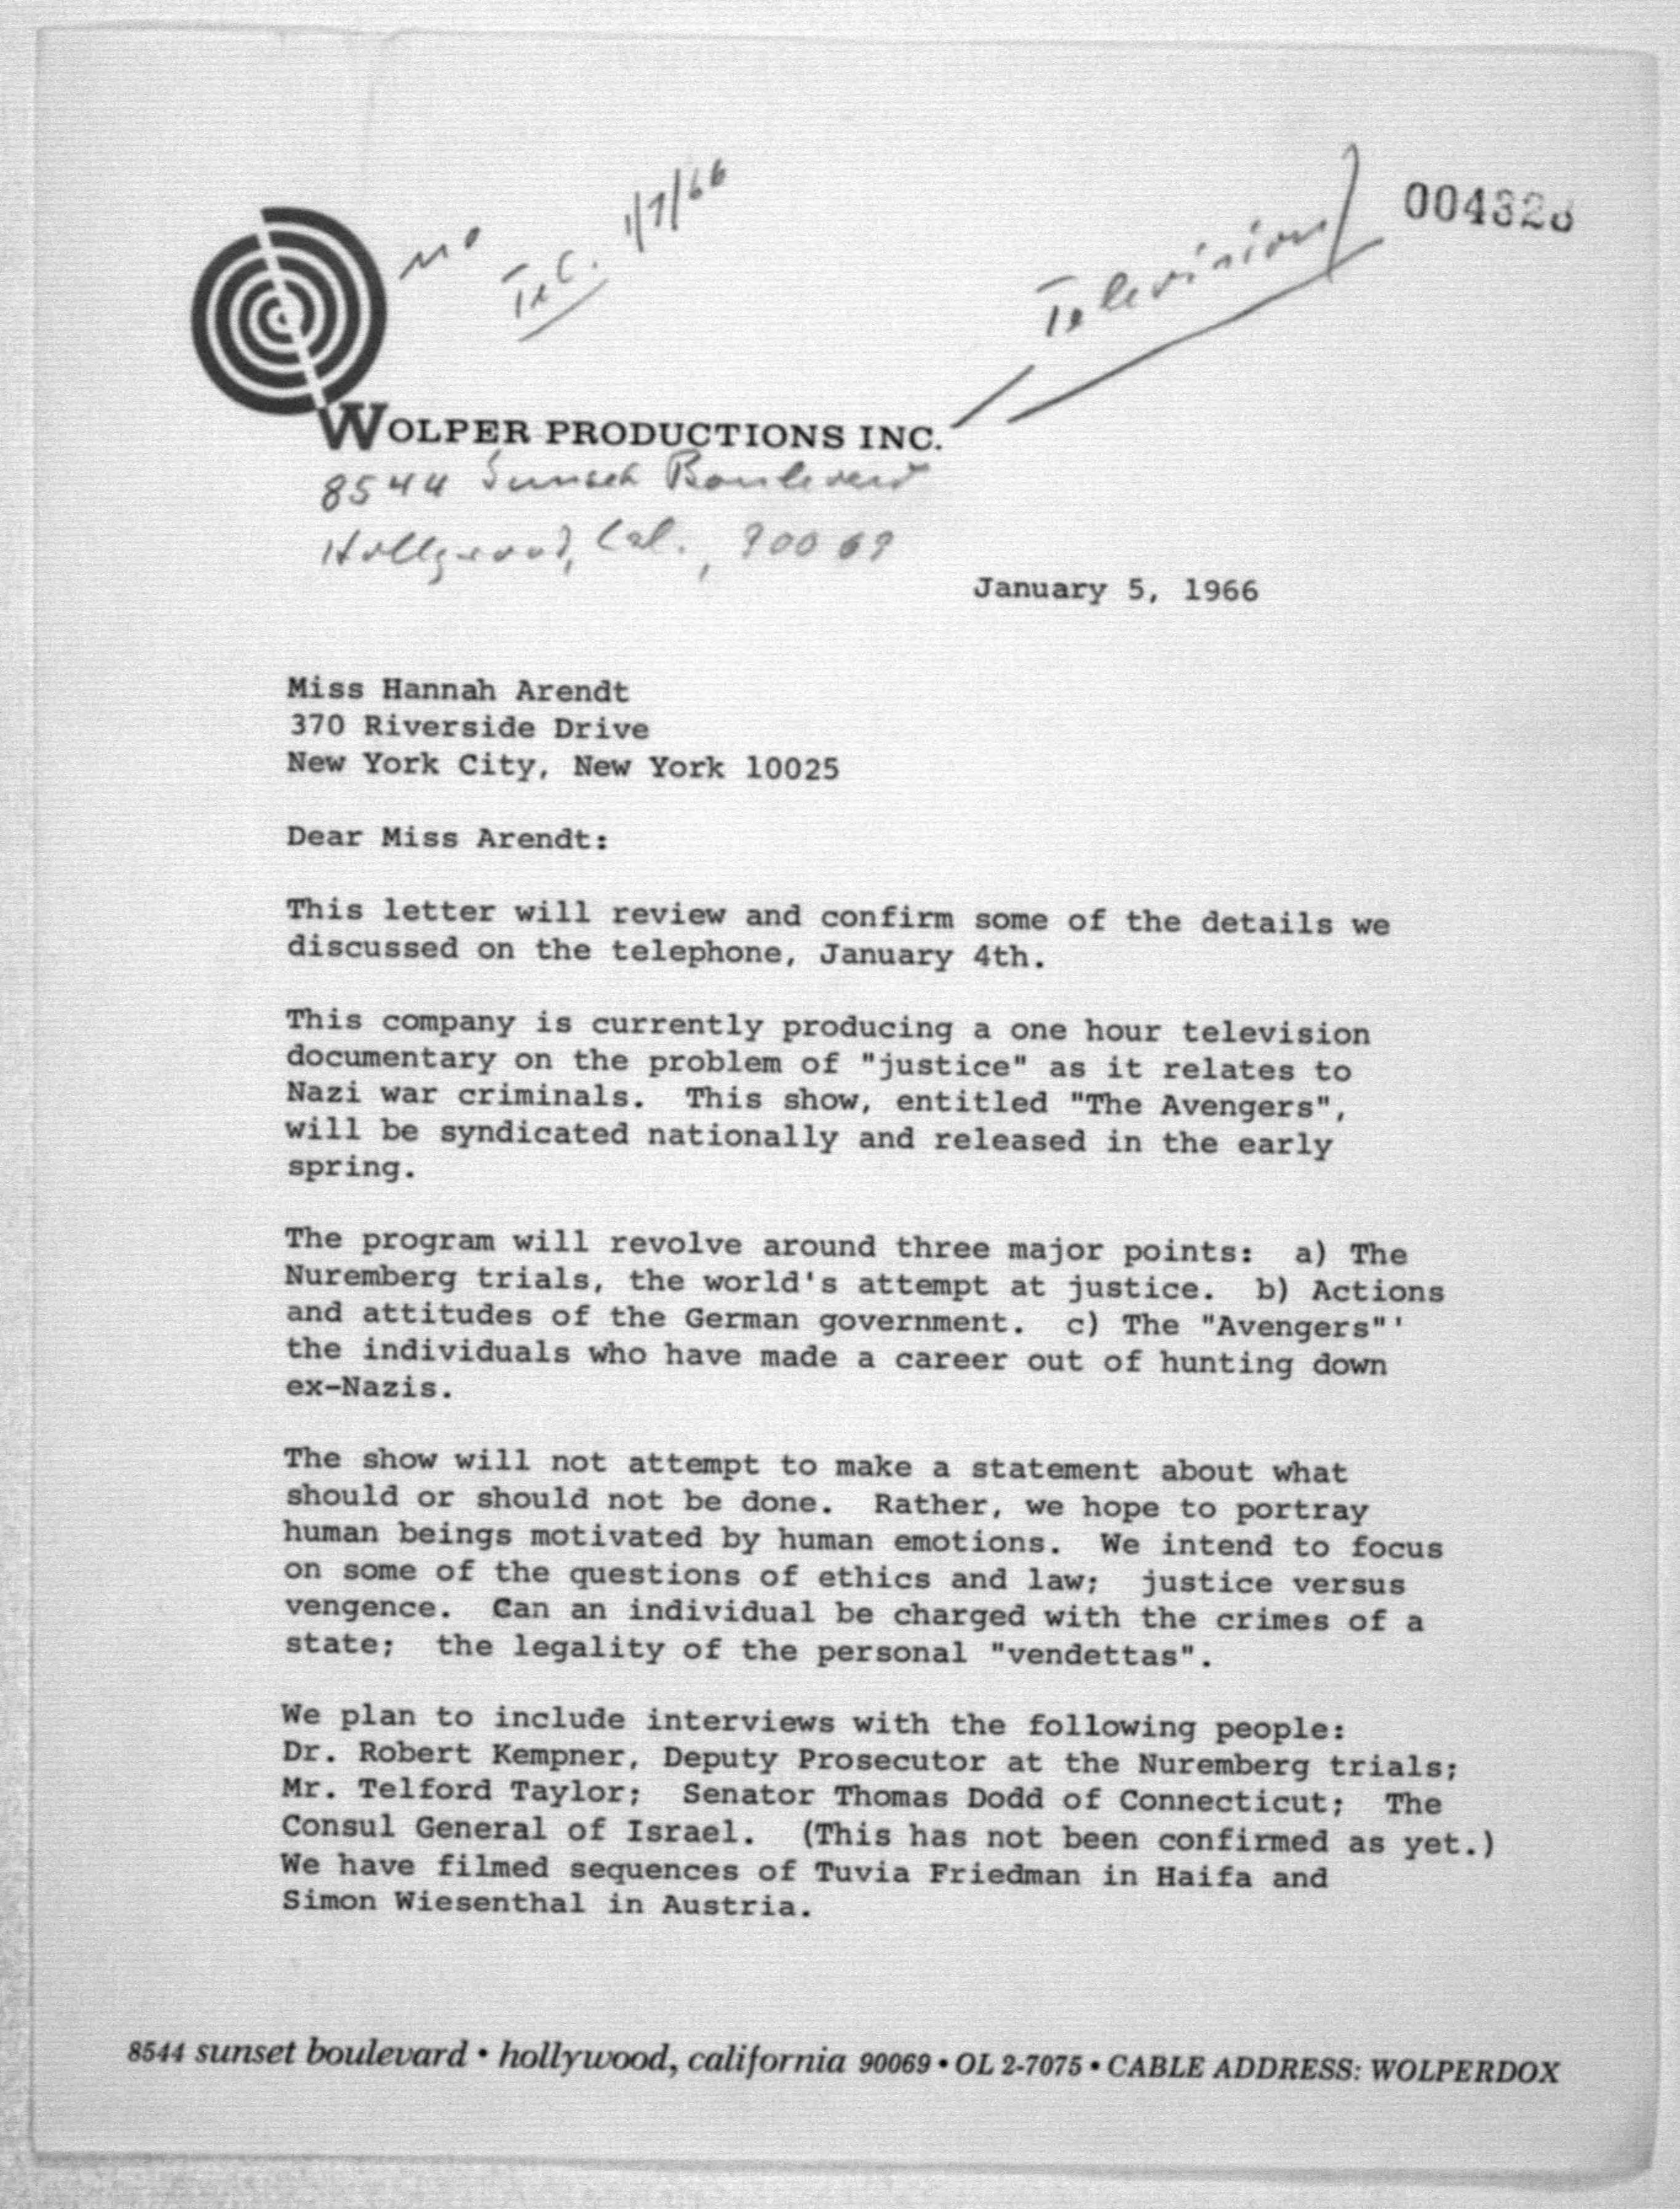 no
Tel. 1/7/66
Television
WOLPER PRODUCTIONS INC.
8544 Sunset Boulevard
Hollywood, Cal., 90069
January 5, 1966
Miss Hannah Arendt
370 Riverside Drive
New York City, New York 10025
Dear Miss Arendt:
This letter will review and confirm some of the details we
discussed on the telephone, January 4th.
This company is currently producing a one hour television
documentary on the problem of "justice" as it relates to
Nazi war criminals.  This show, entitled "The Avengers",
will be syndicated nationally and released in the early
spring.
The program will revolve around three major points:  a) The
Nuremberg trials, the world's attempt at justice.  b) Actions
and attitudes of the German government.  c) The "Avengers"'
the individuals who have made a career out of hunting down
ex-Nazis.
The show will not attempt to make a statement about what
should or should not be done.  Rather, we hope to portray
human beings motivated by human emotions.  We intend to focus
on some of the questions of ethics and law;  justice versus
vengence.  Can an individual be charged with the crimes of a
state;  the legality of the personal "vendettas".
We plan to include interviews with the following people:
Dr. Robert Kempner, Deputy Prosecutor at the Nuremberg trials;
Mr. Telford Taylor;  Senator Thomas Dodd of Connecticut;  The
Consul General of Israel.  (This has not been confirmed as yet.)
We have filmed sequences of Tuvia Friedman in Haifa and
Simon Wiesenthal in Austria.
8544 sunset boulevard • hollywood, california 90069 • OL 2-7075 • CABLE ADDRESS: WOLPERDOX